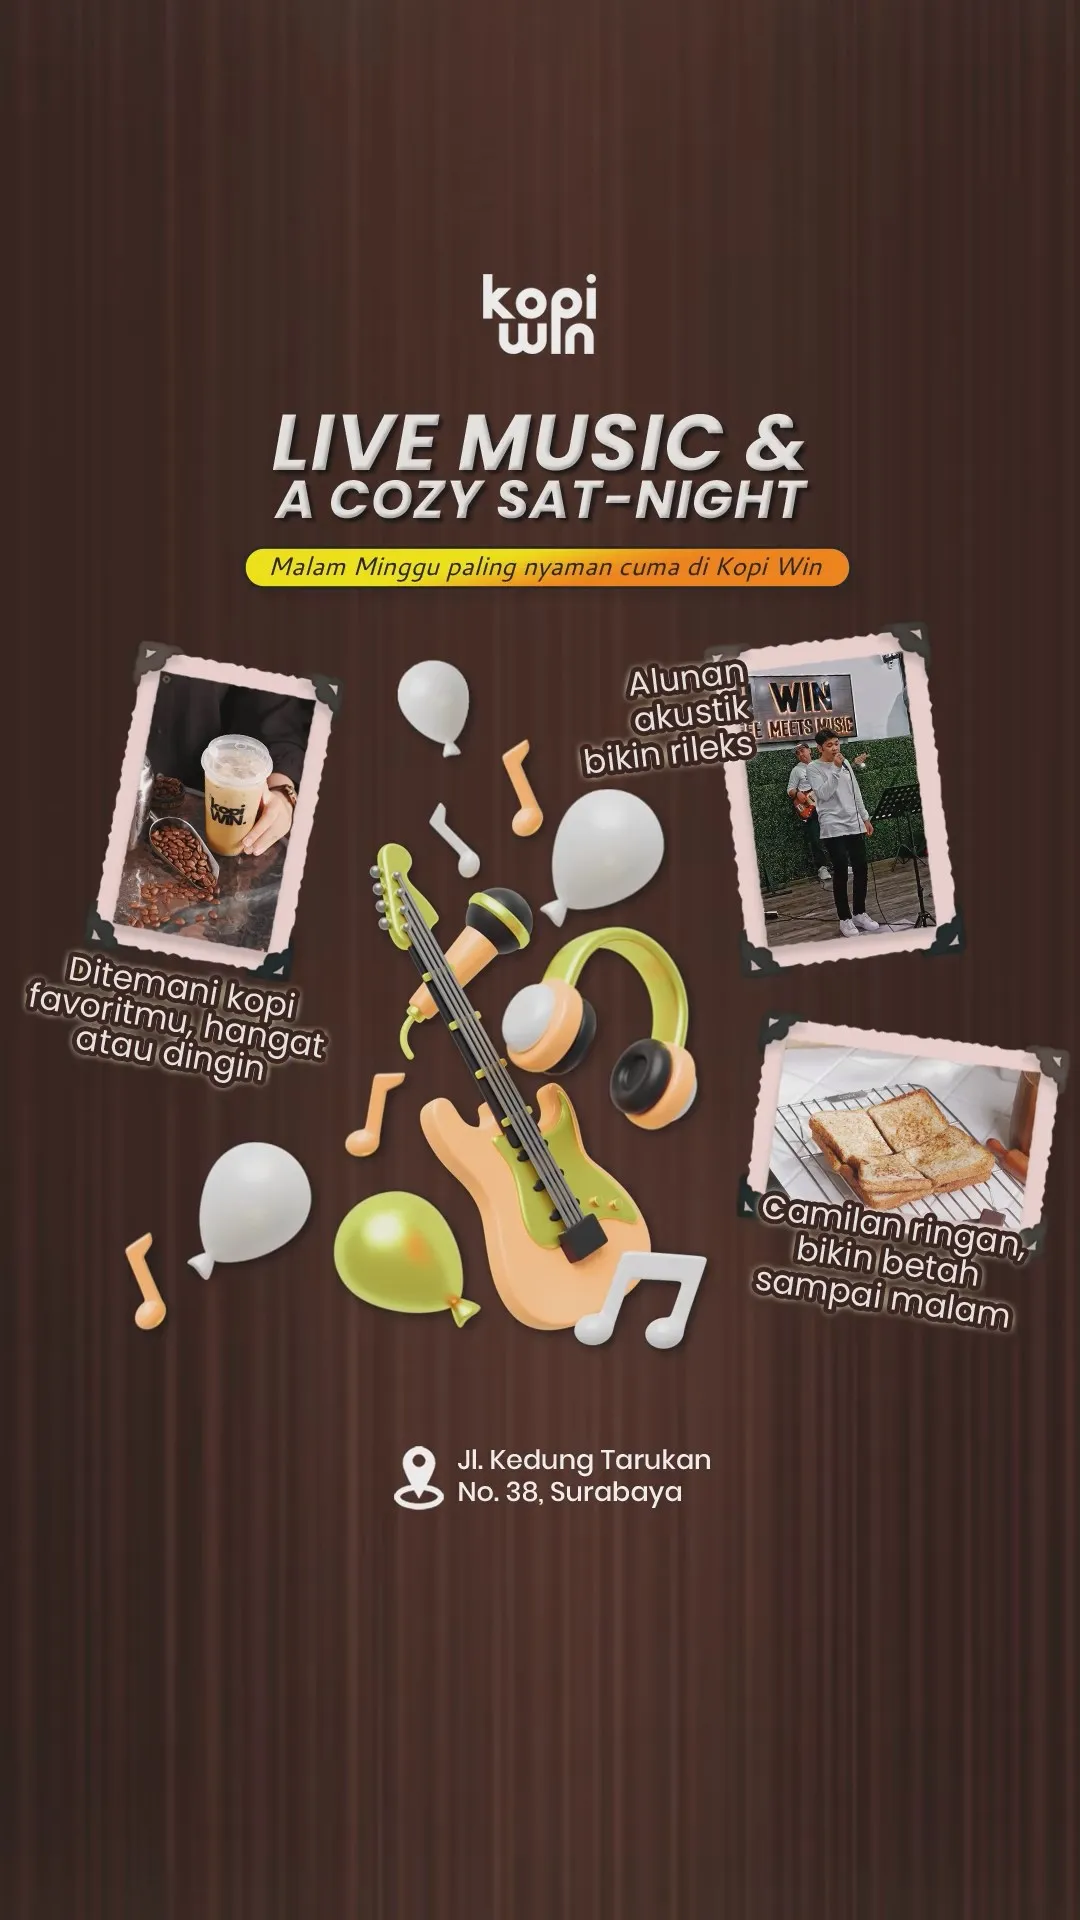 kopi
win
LIVE MUSIC &
A COZY SAT-NIGHT
Malam Minggu paling nyaman cuma di Kopi Win
Alunan
akustik
bikin rileks
WIN
MEETS MUSIC
kopi
WIN.
Ditemani kopi
favoritmu, hangat
atau dingin
Camilan ringan,
bikin betah
sampai malam
Jl. Kedung Tarukan
No. 38, Surabaya